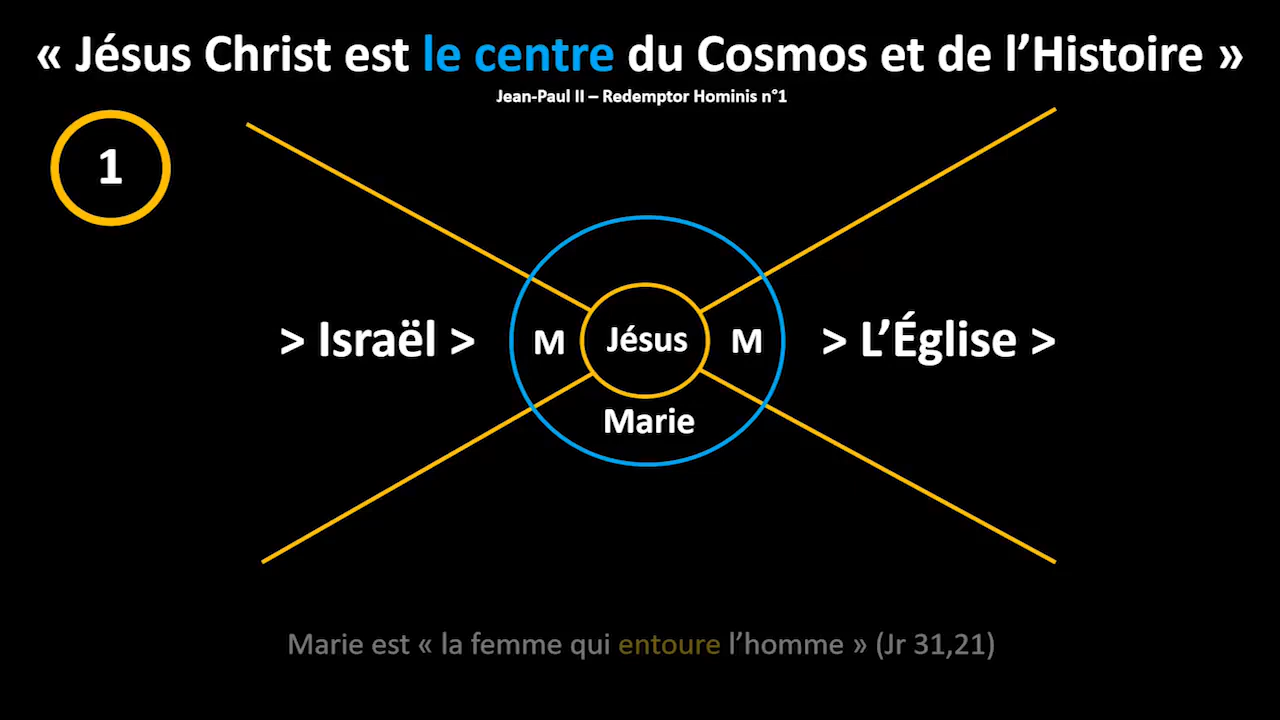 « Jésus Christ est le centre du Cosmos et de l’Histoire »
Jean-Paul II – Redemptor Hominis n°1
1
> Israël >
M
Jésus
M
> L’Église >
Marie
Marie est « la femme qui entoure l’homme » (Jr 31,21)